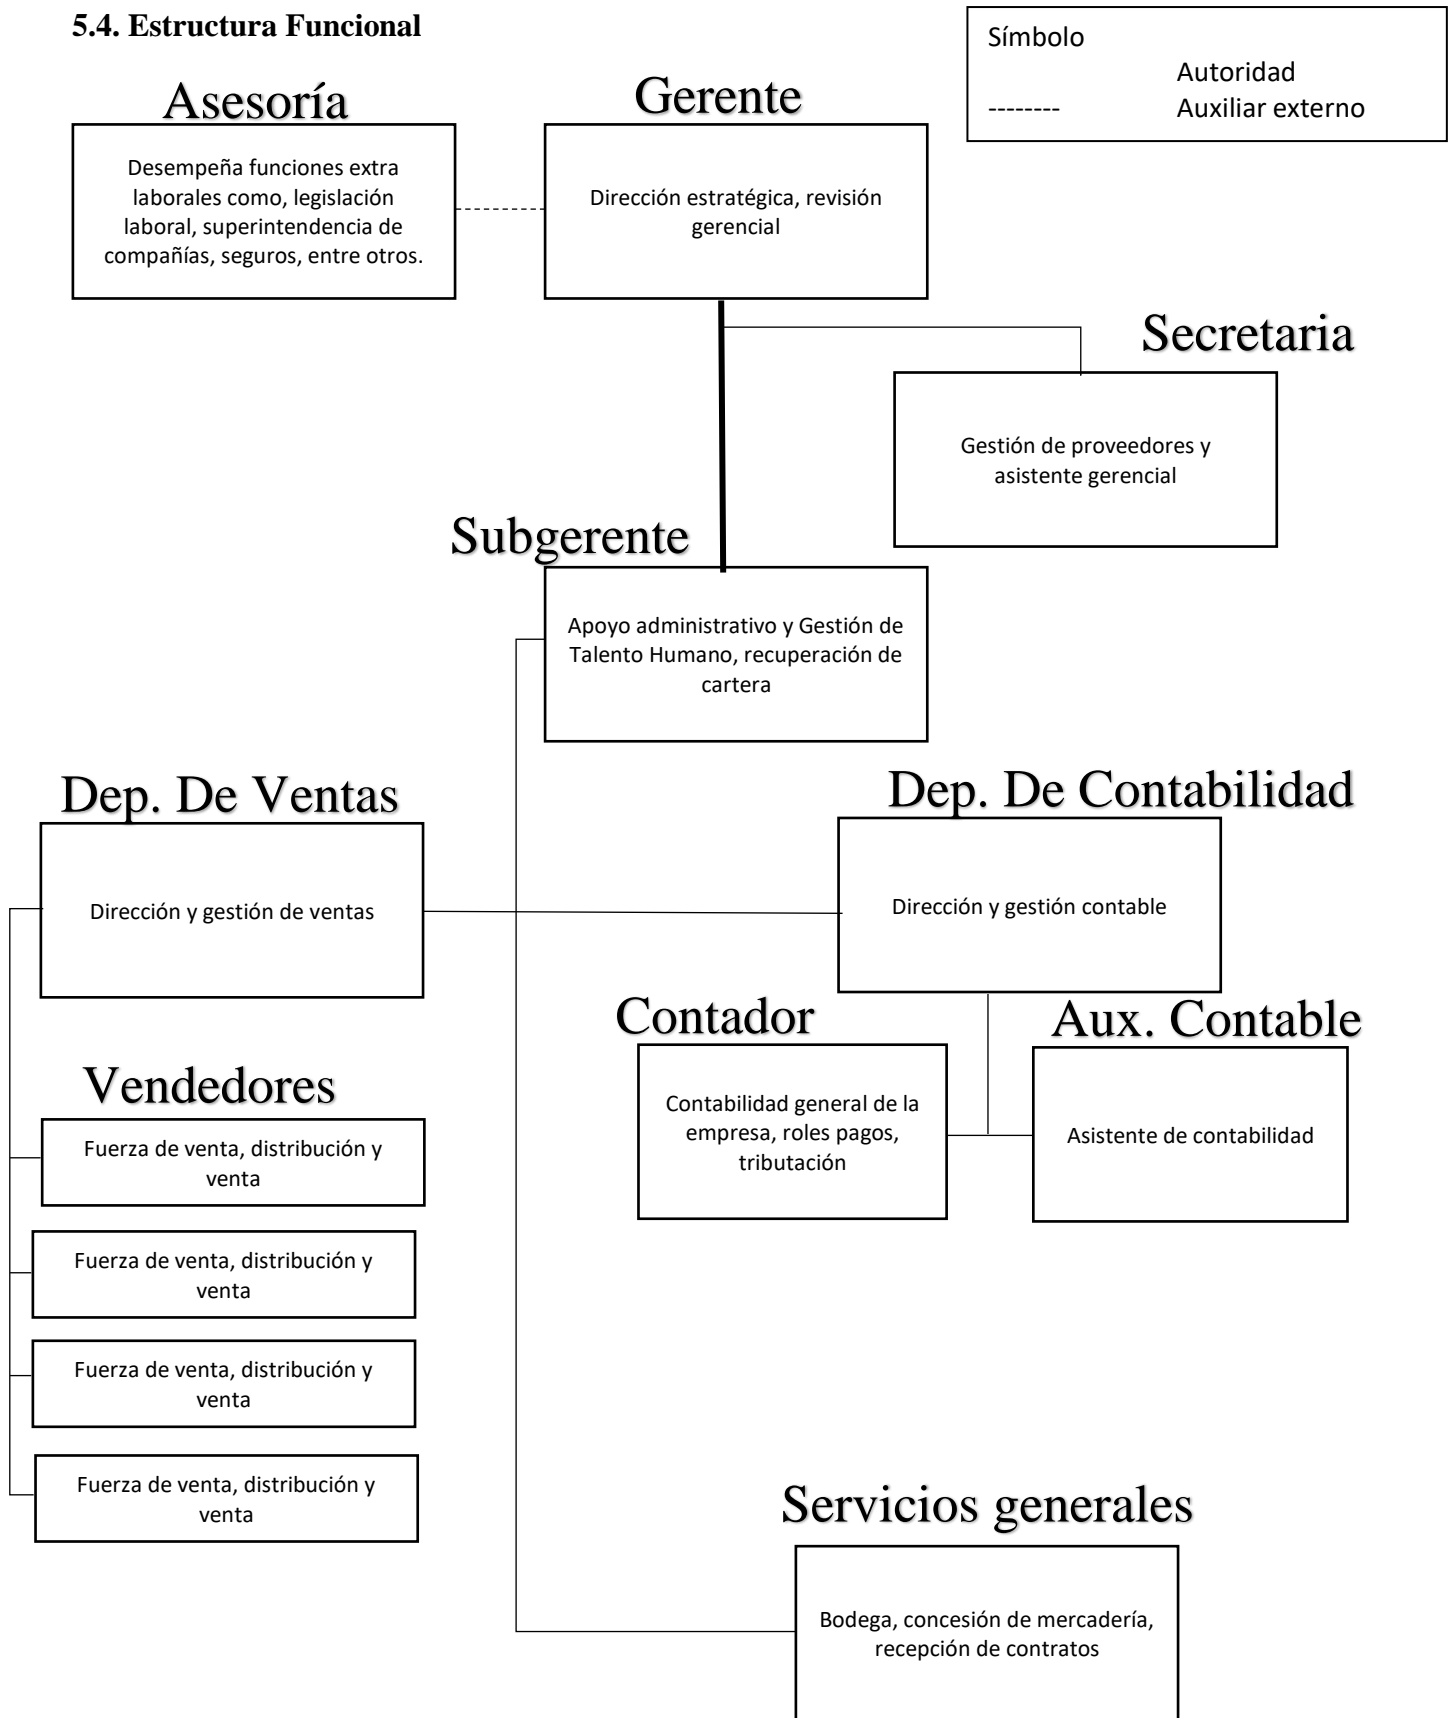 5.4. Estructura Funcional
Símbolo
Autoridad
-------- Auxiliar externo
Asesoría
Desempeña funciones extra
laborales como, legislación
laboral, superintendencia de
compañías, seguros, entre otros.
Gerente
Dirección estratégica, revisión
gerencial
Secretaria
Gestión de proveedores y
asistente gerencial
Subgerente
Apoyo administrativo y Gestión de
Talento Humano, recuperación de
cartera
Dep. De Ventas
Dirección y gestión de ventas
Dep. De Contabilidad
Dirección y gestión contable
Contador
Contabilidad general de la
empresa, roles pagos,
tributación
Aux. Contable
Asistente de contabilidad
Vendedores
Fuerza de venta, distribución y
venta
Fuerza de venta, distribución y
venta
Fuerza de venta, distribución y
venta
Fuerza de venta, distribución y
venta
Servicios generales
Bodega, concesión de mercadería,
recepción de contratos